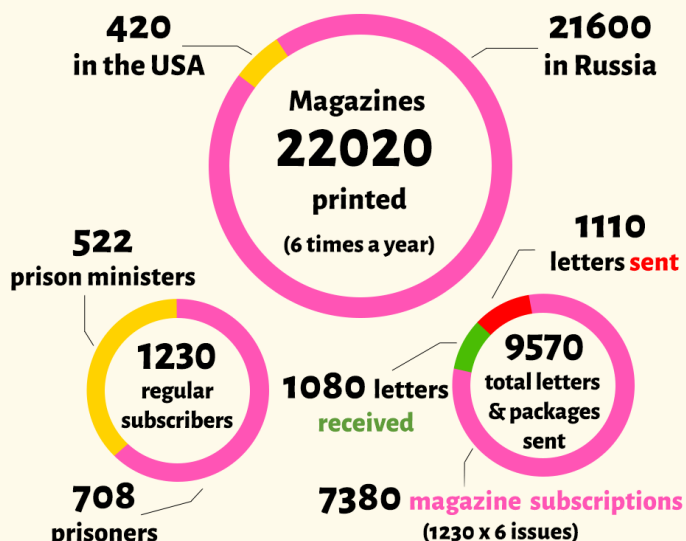 420
in the USA
21600
in Russia
Magazines
22020
printed
(6 times a year)
522
prison ministers
1110
letters sent
1230
regular
subscribers
1080 letters
received
9570
total letters
& packages
sent
708
prisoners
7380 magazine subscriptions
(1230 x 6 issues)